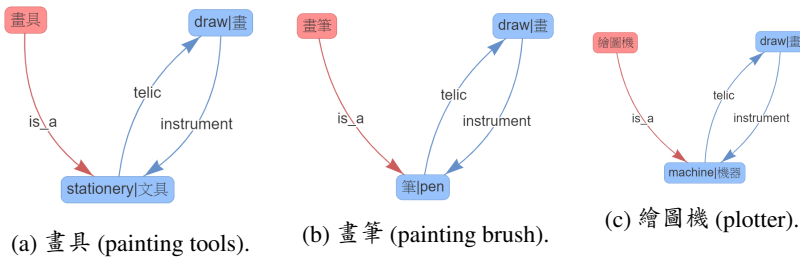 畫具
draw|畫
telic
is_a
instrument
stationery|文具
(a) 畫具 (painting tools).
畫筆
draw|畫
telic
is_a
instrument
筆|pen
(b) 畫筆 (painting brush).
繪圖機
draw|畫
telic
is_a
instrument
machine|機器
(c) 繪圖機 (plotter).